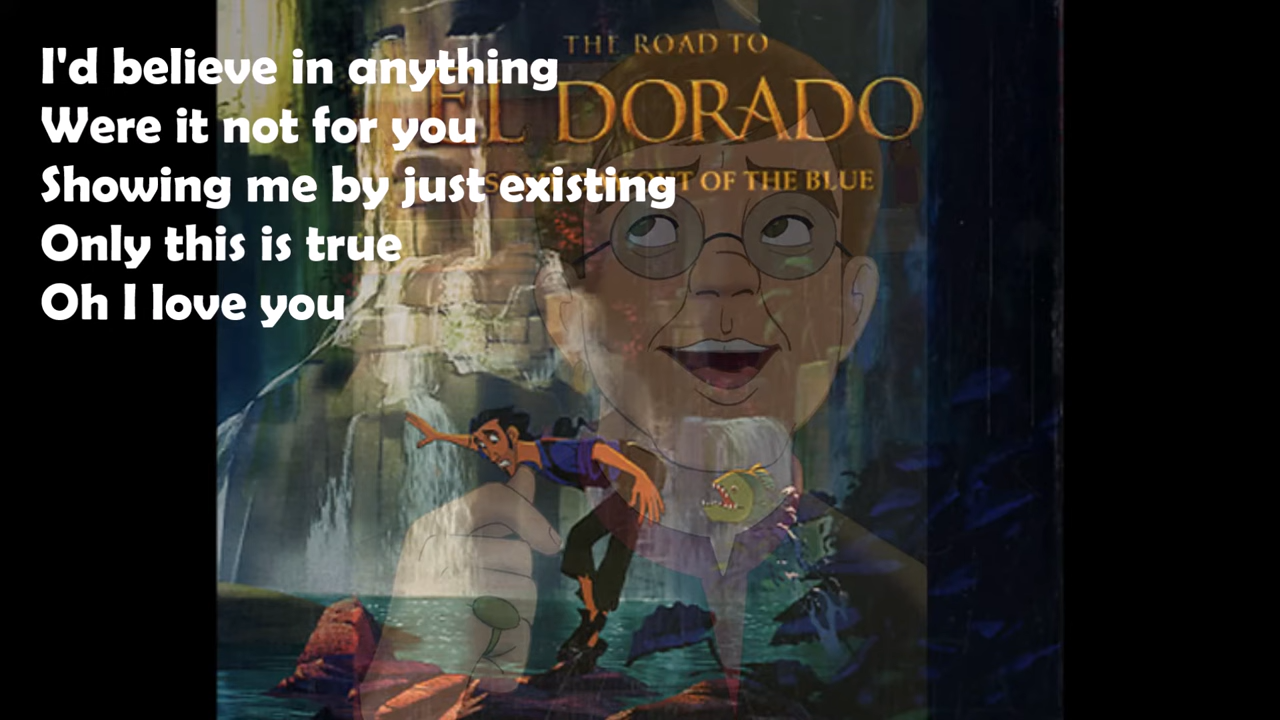 I'd believe in anything
Were it not for you
Showing me by just existing
Only this is true
Oh I love you
THE ROAD TO
EL DORADO
OUT OF THE BLUE